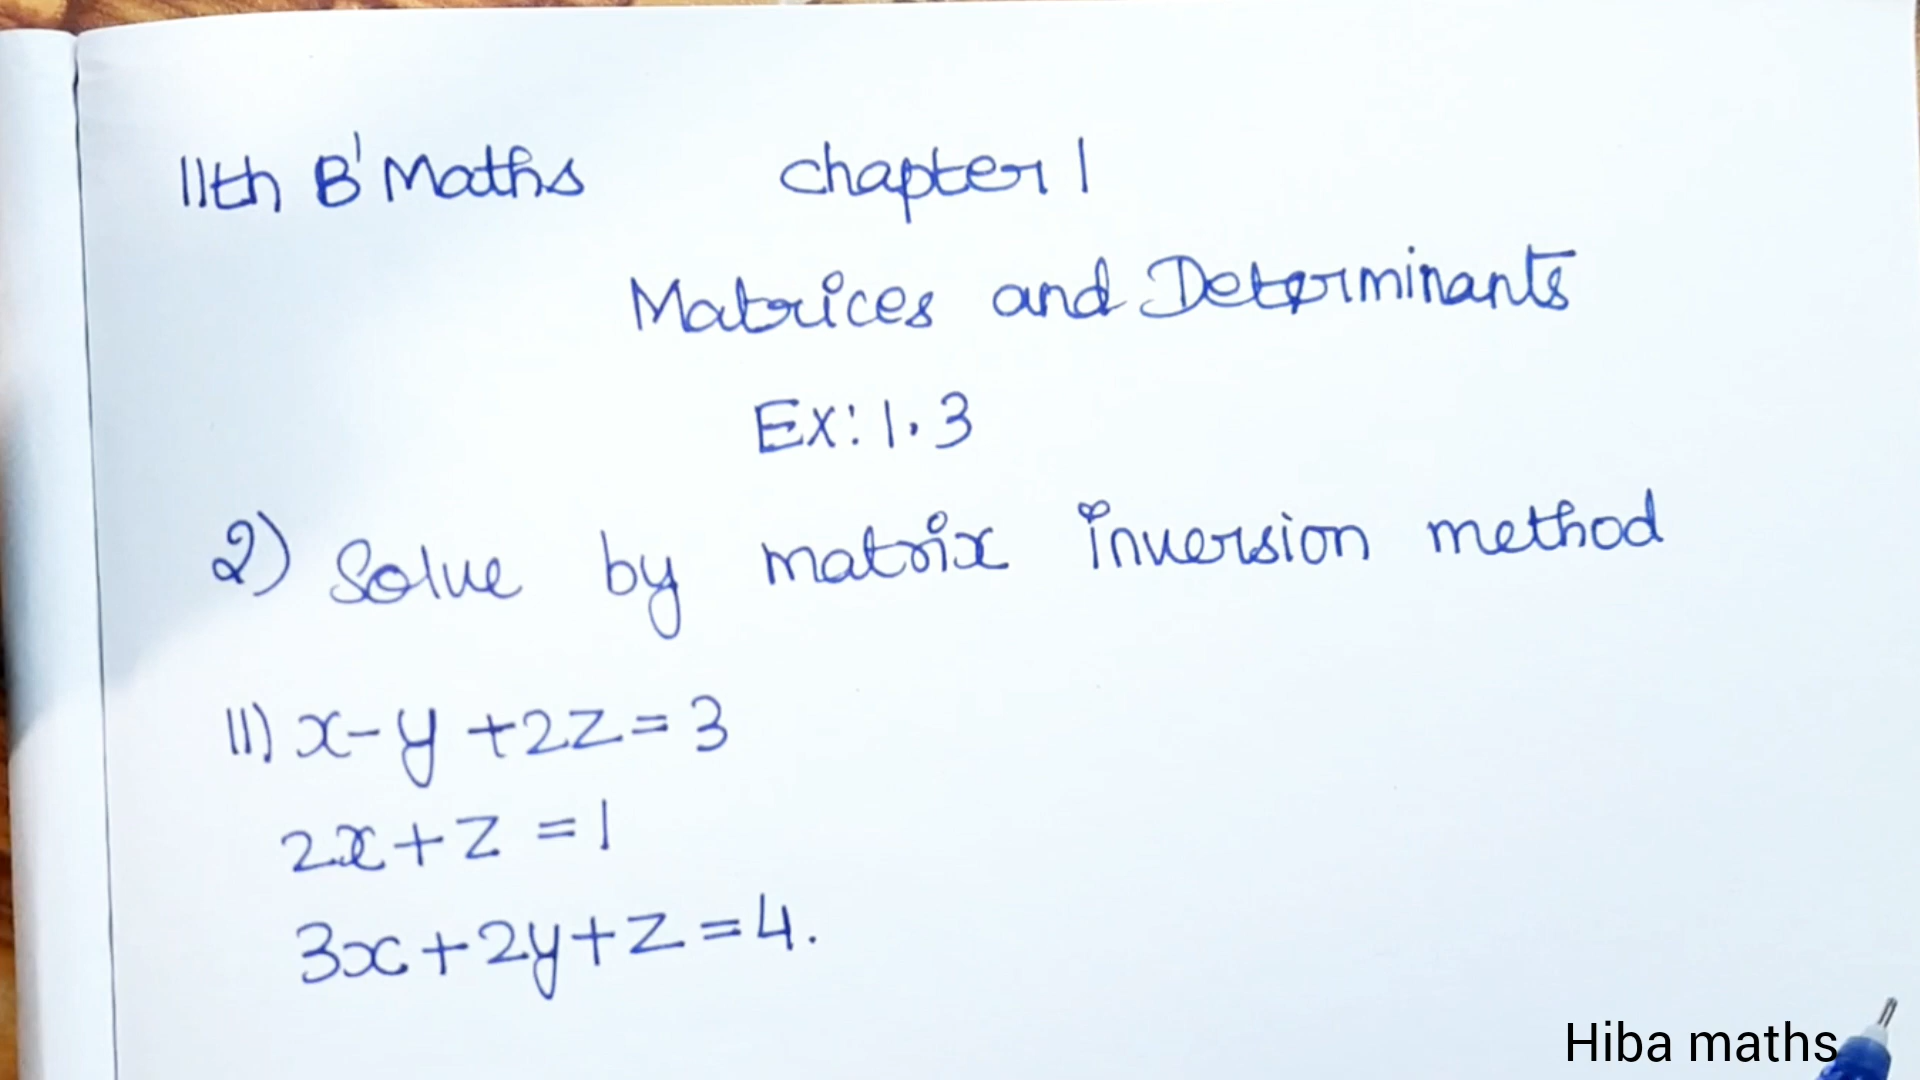 11th B' Maths chapter 1
Matrices and Determinants
Ex: 1.3
2) Solve by matrix inversion method
11) x-y+2z=3
2x+z=1
3x+2y+z=4.
Hiba maths